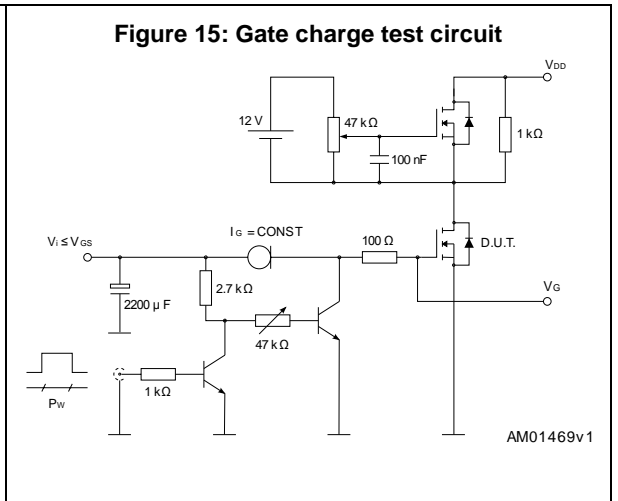 Figure 15: Gate charge test circuit
VDD
12 V
47 kΩ
1 kΩ
100 nF
Vi ≤ VGS
IG = CONST
100 Ω
D.U.T.
2.7 kΩ
VG
2200 μF
47 kΩ
1 kΩ
PW
AM01469v1